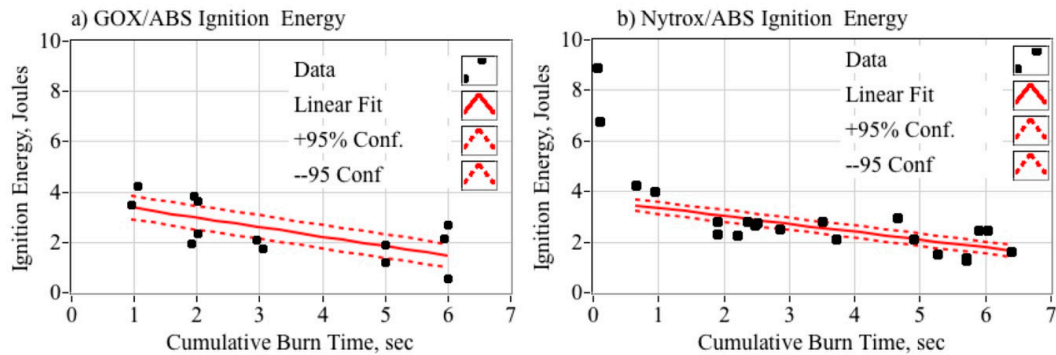 a) GOX/ABS Ignition Energy
10
8
6
4
2
0
Ignition Energy, Joules
Data
Linear Fit
+95% Conf.
--95 Conf
0 1 2 3 4 5 6 7
Cumulative Burn Time, sec
b) Nytrox/ABS Ignition Energy
10
8
6
4
2
0
Ignition Energy, Joules
Data
Linear Fit
+95% Conf.
--95 Conf
0 1 2 3 4 5 6 7
Cumulative Burn Time, sec